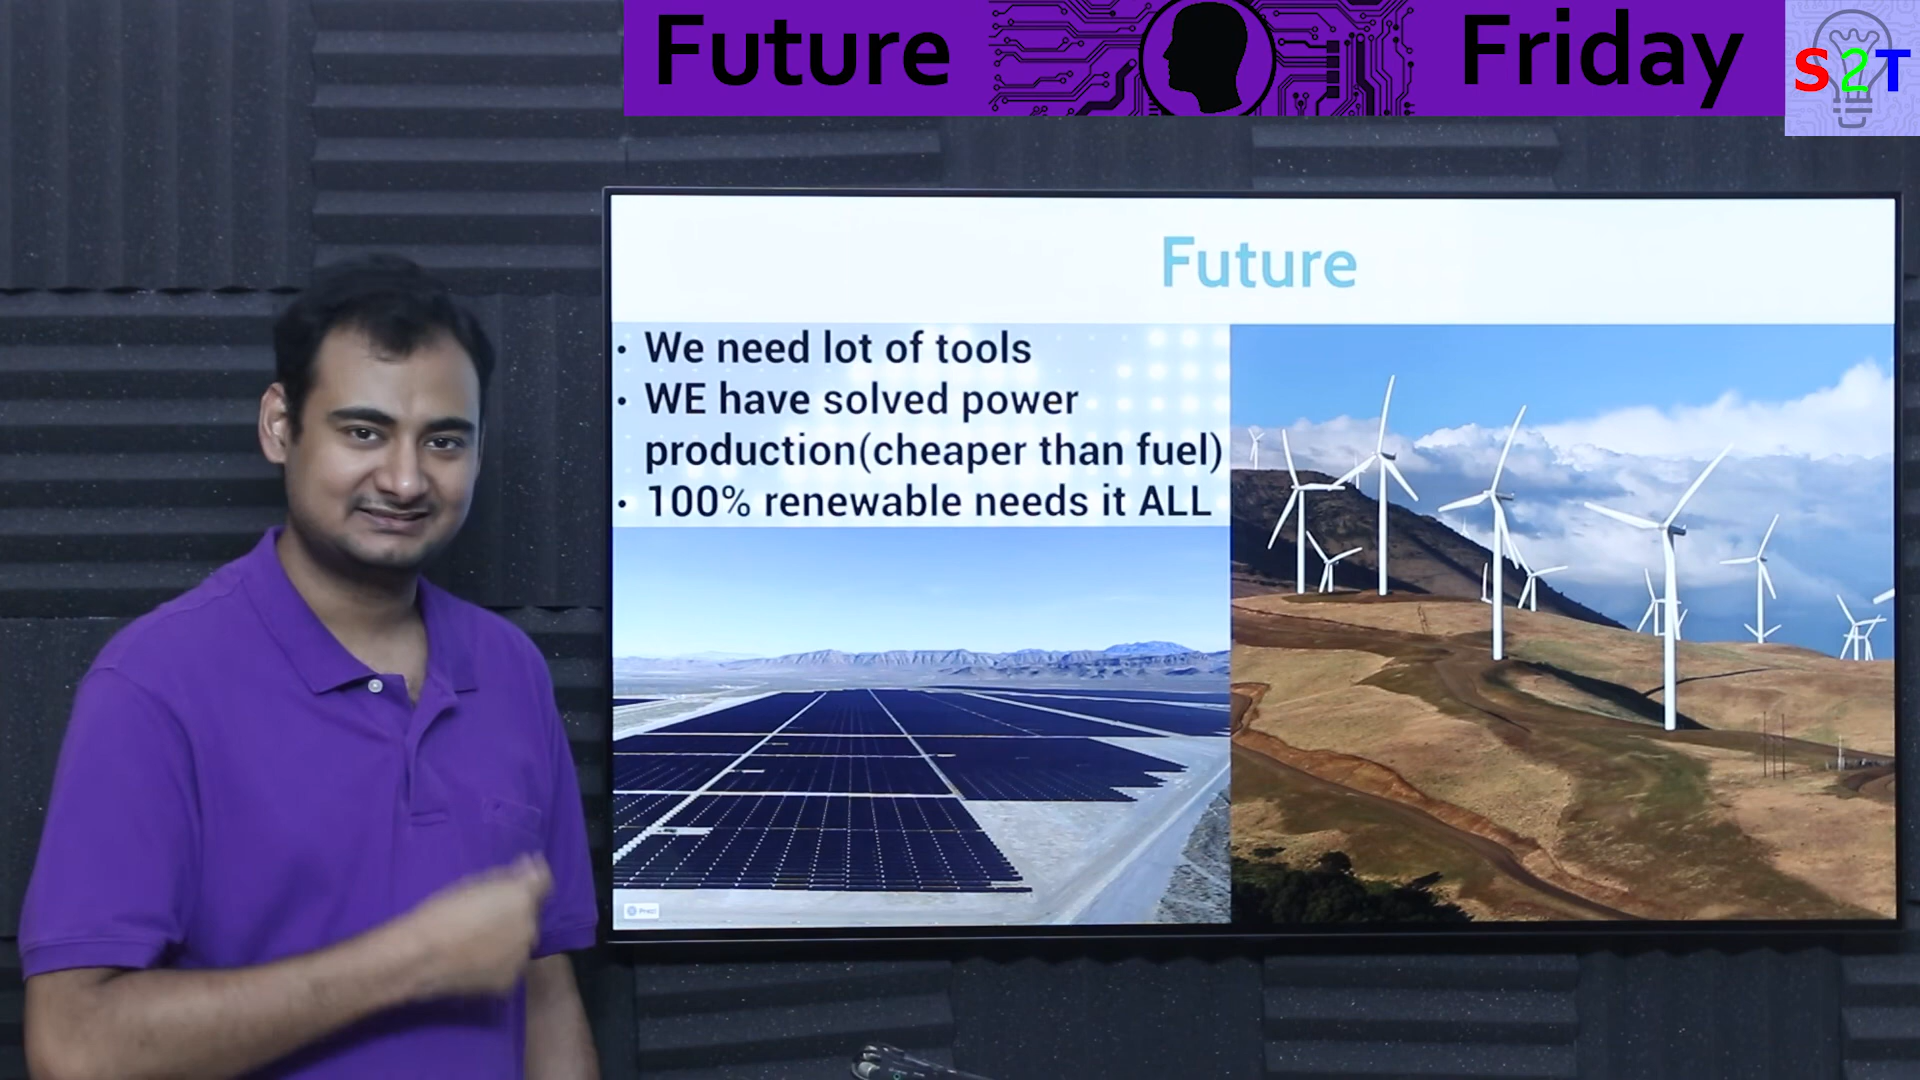 Future Friday
S2T
Future
• We need lot of tools
• WE have solved power
production(cheaper than fuel)
• 100% renewable needs it ALL
Prezi